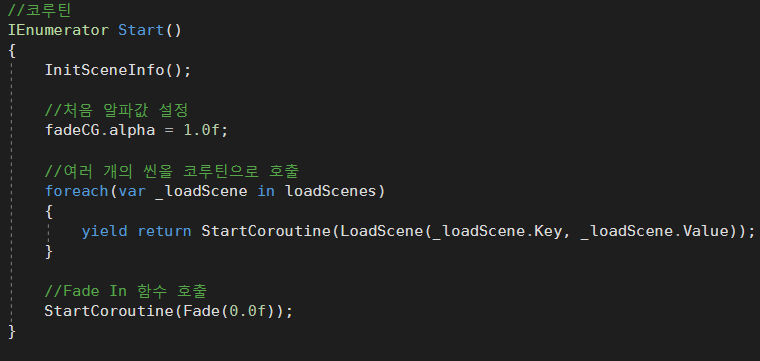 //코루틴
IEnumerator Start()
{
InitSceneInfo();
//처음 알파값 설정
fadeCG.alpha = 1.0f;
//여러 개의 씬을 코루틴으로 호출
foreach(var _loadScene in loadScenes)
{
yield return StartCoroutine(LoadScene(_loadScene.Key, _loadScene.Value));
}
//Fade In 함수 호출
StartCoroutine(Fade(0.0f));
}